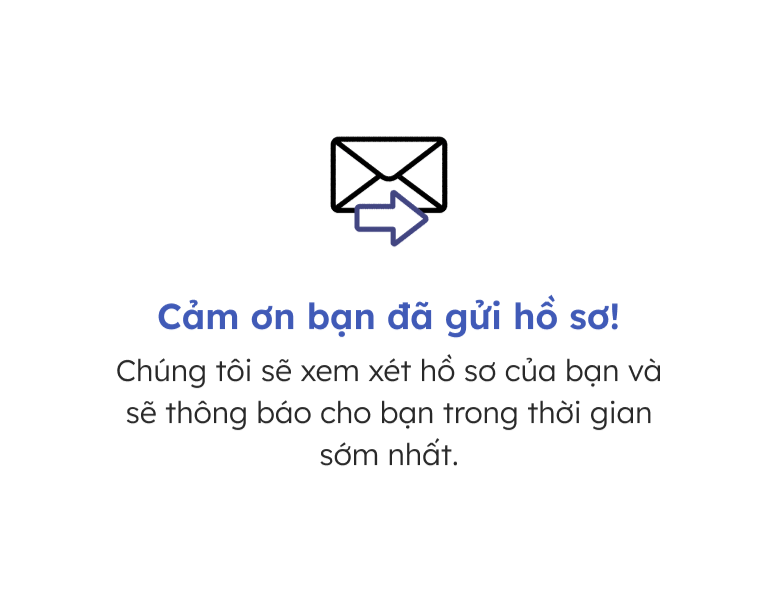 Cảm ơn bạn đã gửi hồ sơ!
Chúng tôi sẽ xem xét hồ sơ của bạn và
sẽ thông báo cho bạn trong thời gian
sớm nhất.